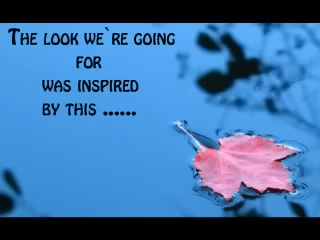 The look we`re going
for
was inspired
by this ......